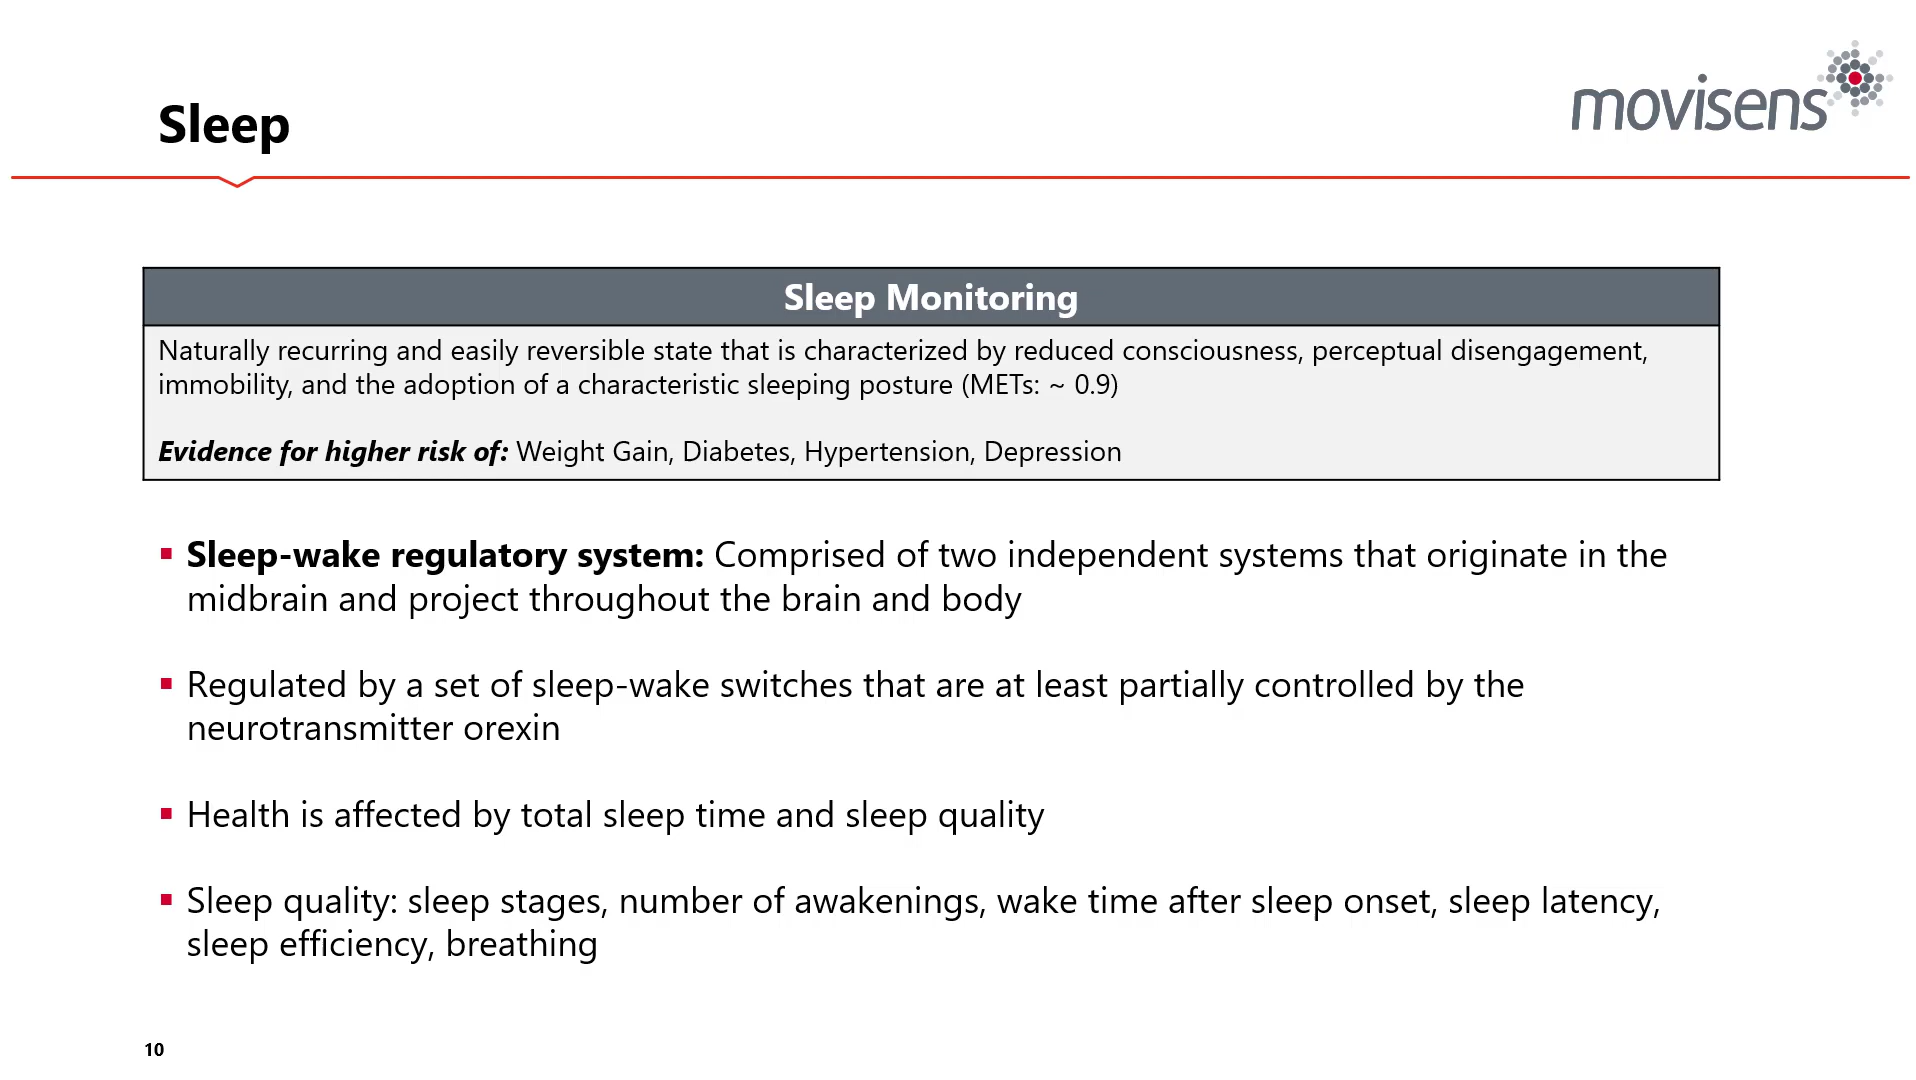 Sleep
movisens
Sleep Monitoring
Naturally recurring and easily reversible state that is characterized by reduced consciousness, perceptual disengagement,
immobility, and the adoption of a characteristic sleeping posture (METs: ~ 0.9)
Evidence for higher risk of: Weight Gain, Diabetes, Hypertension, Depression
▪ Sleep-wake regulatory system: Comprised of two independent systems that originate in the
midbrain and project throughout the brain and body
▪ Regulated by a set of sleep-wake switches that are at least partially controlled by the
neurotransmitter orexin
▪ Health is affected by total sleep time and sleep quality
▪ Sleep quality: sleep stages, number of awakenings, wake time after sleep onset, sleep latency,
sleep efficiency, breathing
10